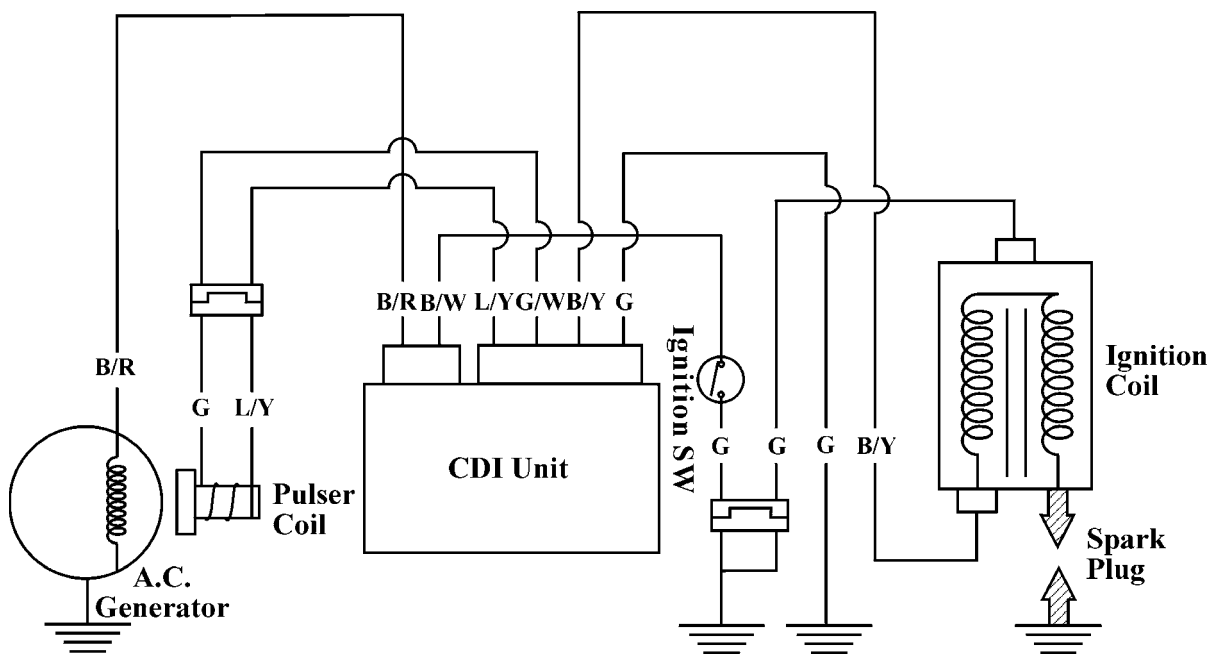 B/R
B/W
L/Y
G/W
B/Y
G
Ignition SW
B/R
G
L/Y
G
G
G
B/Y
Ignition
Coil
CDI Unit
Pulser
Coil
A.C.
Generator
Spark
Plug